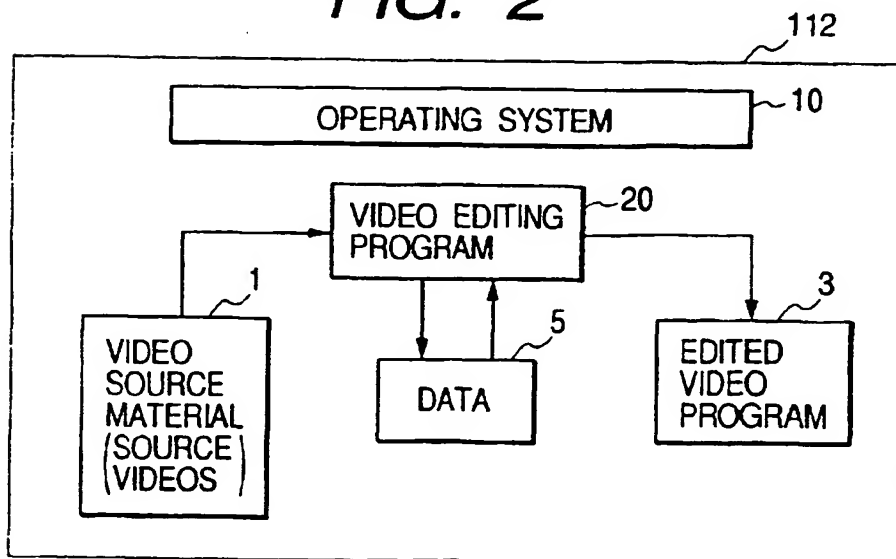 FIG. 2
112
OPERATING SYSTEM
10
VIDEO EDITING
PROGRAM
20
1
VIDEO
SOURCE
MATERIAL
(SOURCE
VIDEOS)
5
DATA
3
EDITED
VIDEO
PROGRAM